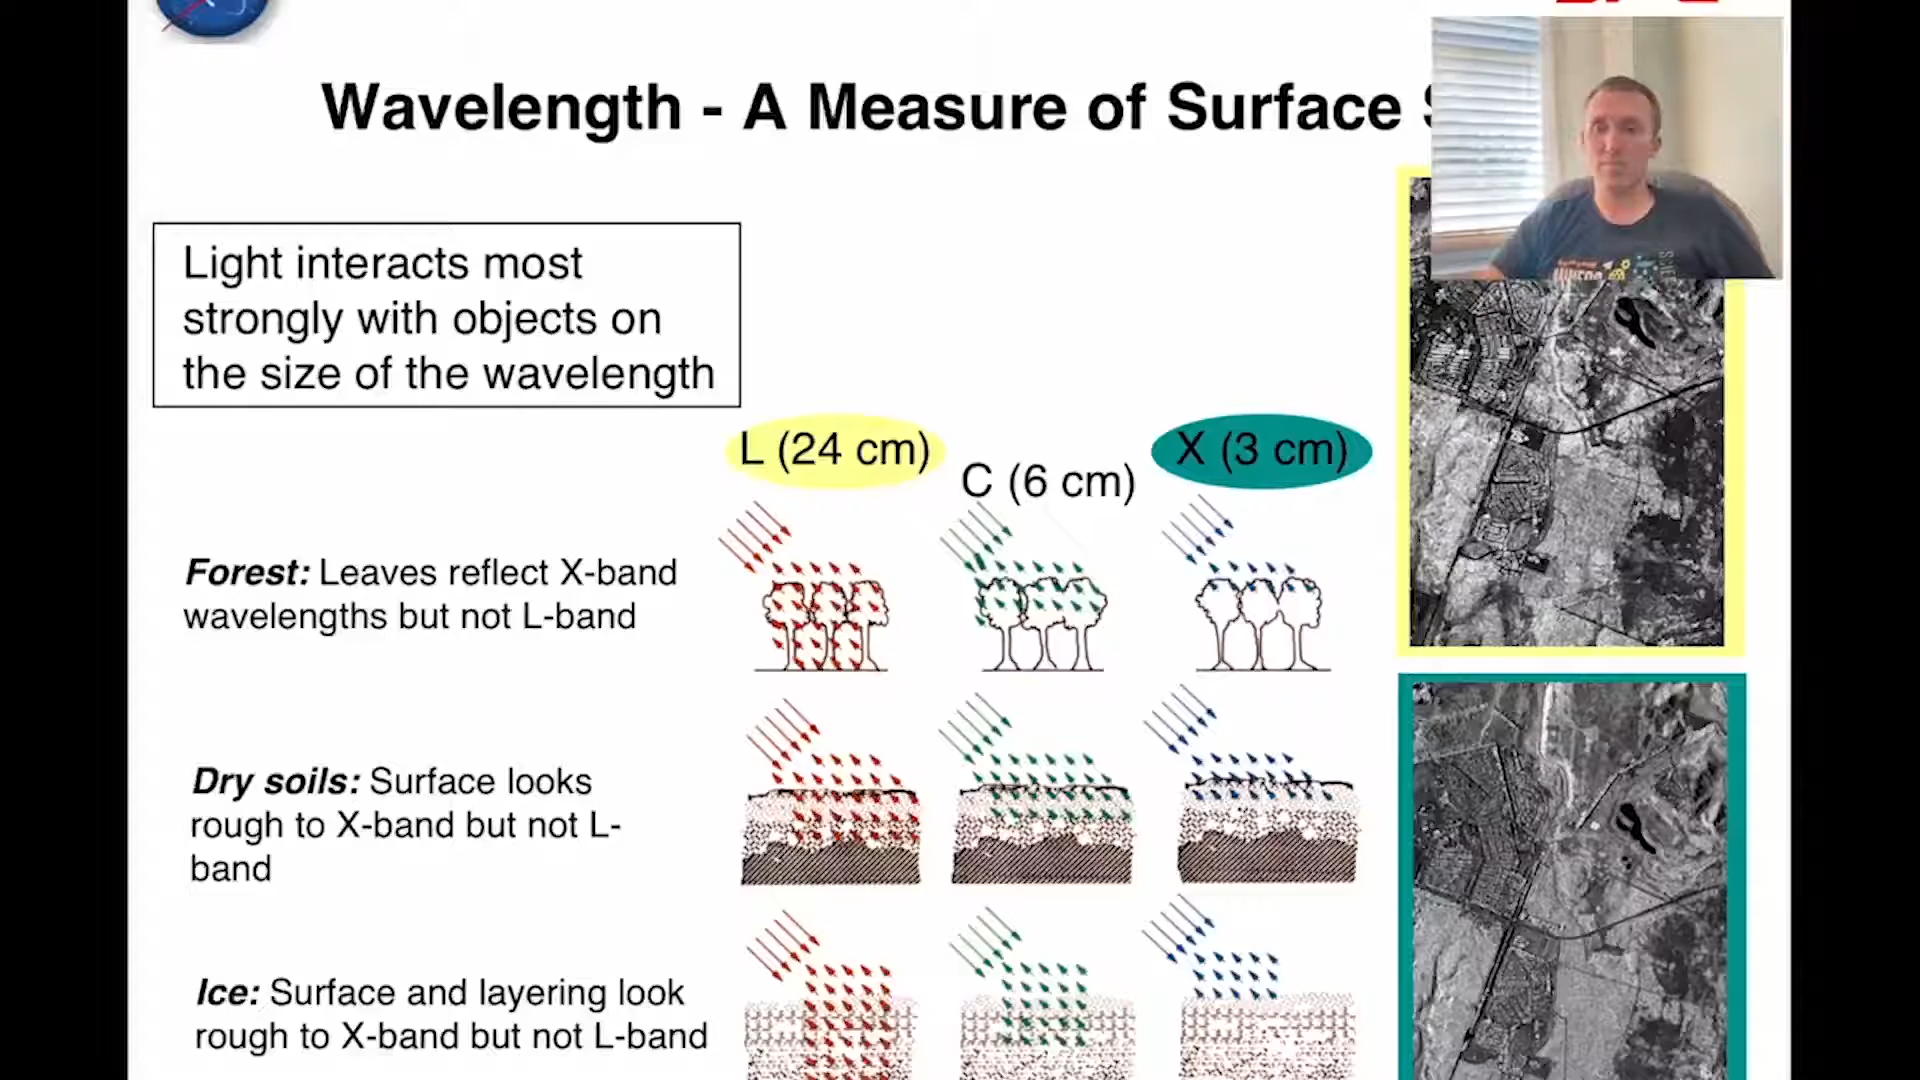 Wavelength - A Measure of Surface
Light interacts most
strongly with objects on
the size of the wavelength
L (24 cm)
C (6 cm)
X (3 cm)
Forest: Leaves reflect X-band
wavelengths but not L-band
Dry soils: Surface looks
rough to X-band but not L-
band
Ice: Surface and layering look
rough to X-band but not L-band